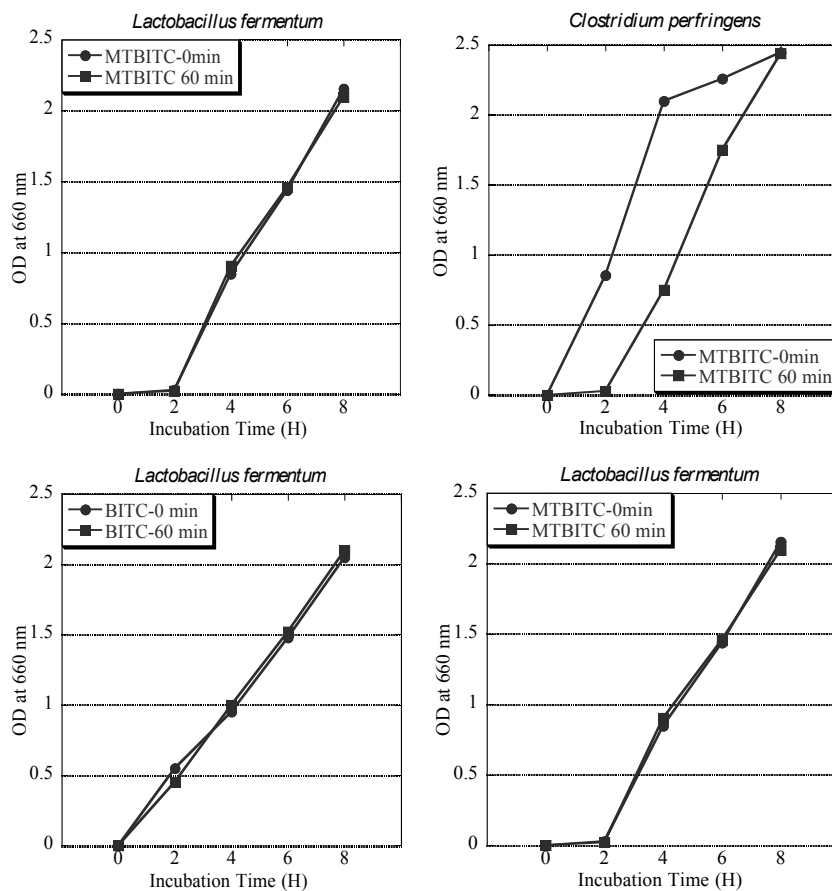 Lactobacillus fermentum
MTBITC-0min
MTBITC 60 min
2.5
2
1.5
1
0.5
0
OD at 660 nm
0 2 4 6 8
Incubation Time (H)
Clostridium perfringens
2.5
2
1.5
1
0.5
0
OD at 660 nm
MTBITC-0min
MTBITC 60 min
0 2 4 6 8
Incubation Time (H)
Lactobacillus fermentum
BITC-0 min
BITC-60 min
2.5
2
1.5
1
0.5
0
OD at 660 nm
0 2 4 6 8
Incubation Time (H)
Lactobacillus fermentum
MTBITC-0min
MTBITC 60 min
2.5
2
1.5
1
0.5
0
OD at 660 nm
0 2 4 6 8
Incubation Time (H)